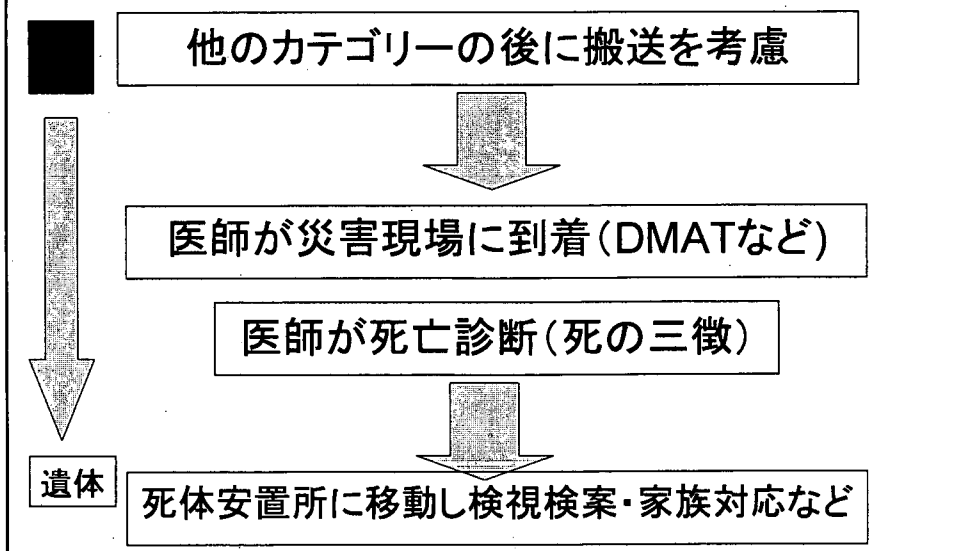 他のカテゴリーの後に搬送を考慮
医師が災害現場に到着(DMATなど)
医師が死亡診断(死の三徴)
遺体
死体安置所に移動し検視検案・家族対応など